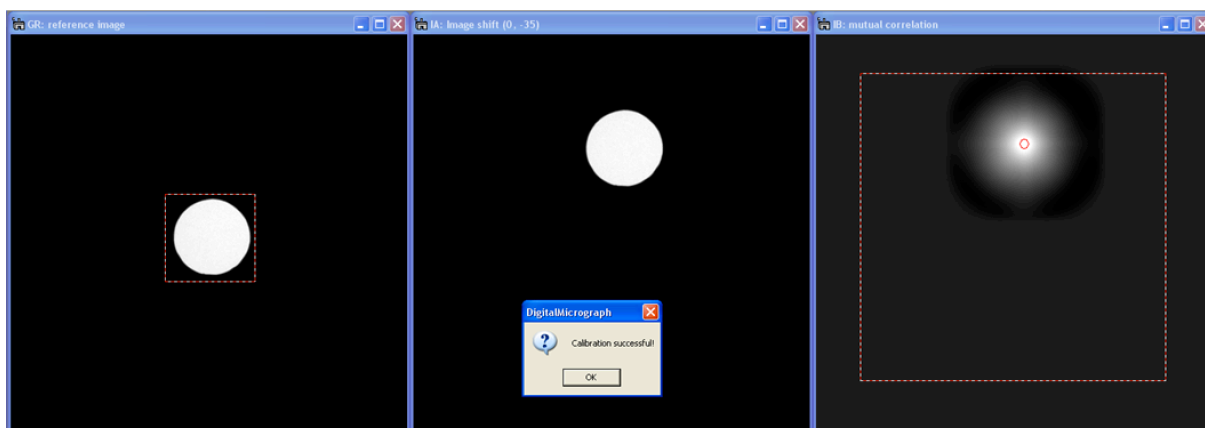 GR: reference image
IA: Image shift (0, -35)
IB: mutual correlation
DigitalMicrograph
Calibration successful!
OK